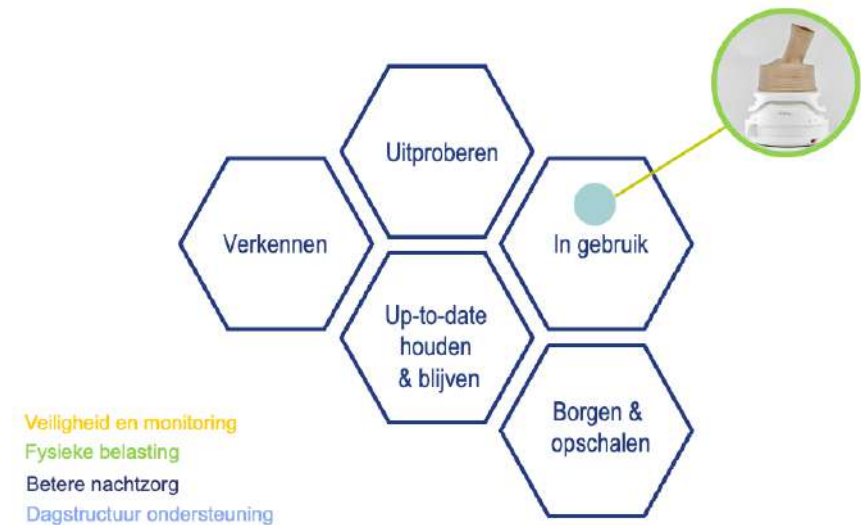 Uitproberen
Verkennen
In gebruik
Up-to-date
houden
& blijven
Borgen &
opschalen
Veiligheid en monitoring
Fysieke belasting
Betere nachtzorg
Dagstructuur ondersteuning